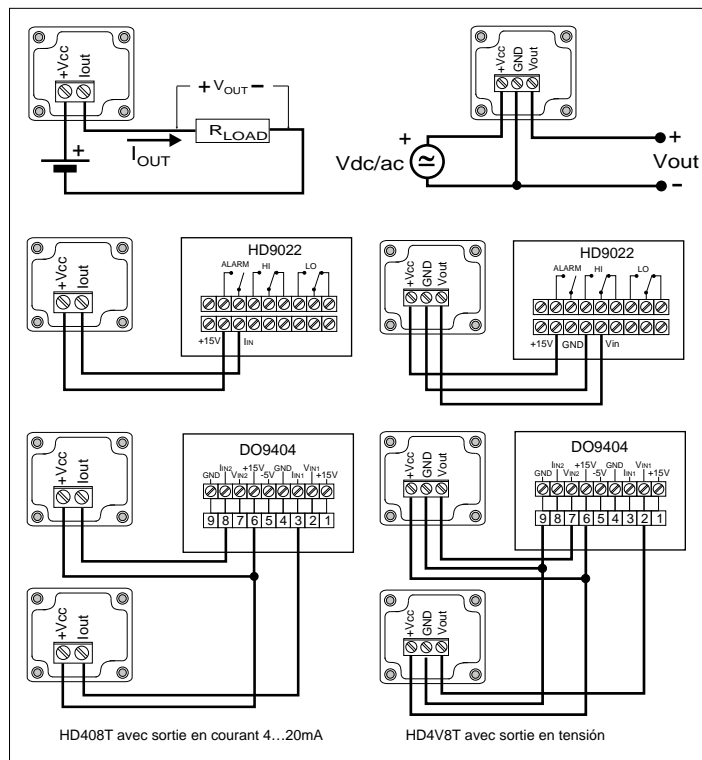 +Vcc
Iout
+ VOUT −
RLOAD
IOUT
+
+Vcc
GND
Vout
+
Vdc/ac
+
Vout
-
+Vcc
Iout
HD9022
ALARM HI LO
+15V IIN
+Vcc
GND
Vout
HD9022
ALARM HI LO
+15V GND Vin
+Vcc
Iout
DO9404
GND IIN2 VIN2 +15V -5V GND IIN1 VIN1 +15V
9 8 7 6 5 4 3 2 1
+Vcc
Iout
+Vcc
GND
Vout
DO9404
GND IIN2 VIN2 +15V -5V GND IIN1 VIN1 +15V
9 8 7 6 5 4 3 2 1
+Vcc
GND
Vout
HD408T avec sortie en courant 4…20mA
HD4V8T avec sortie en tensión